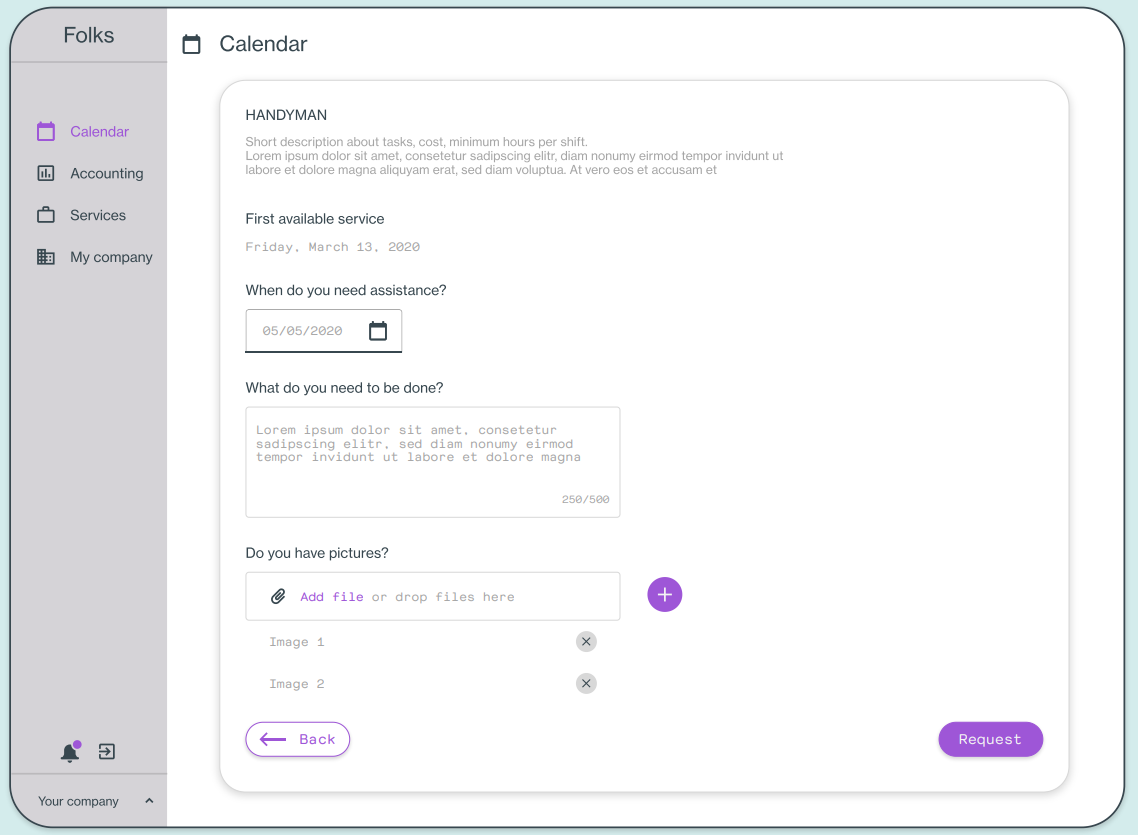 Folks
Calendar
Accounting
Services
My company
Your company
Calendar
HANDYMAN
Short description about tasks, cost, minimum hours per shift.
Lorem ipsum dolor sit amet, consetetur sadipscing elitr, diam nonumy eirmod tempor invidunt ut
labore et dolore magna aliquyam erat, sed diam voluptua. At vero eos et accusam et
First available service
Friday, March 13, 2020
When do you need assistance?
05/05/2020
What do you need to be done?
Lorem ipsum dolor sit amet, consetetur
sadipscing elitr, sed diam nonumy eirmod
tempor invidunt ut labore et dolore magna
250/500
Do you have pictures?
Add file or drop files here
Image 1
Image 2
Back
Request